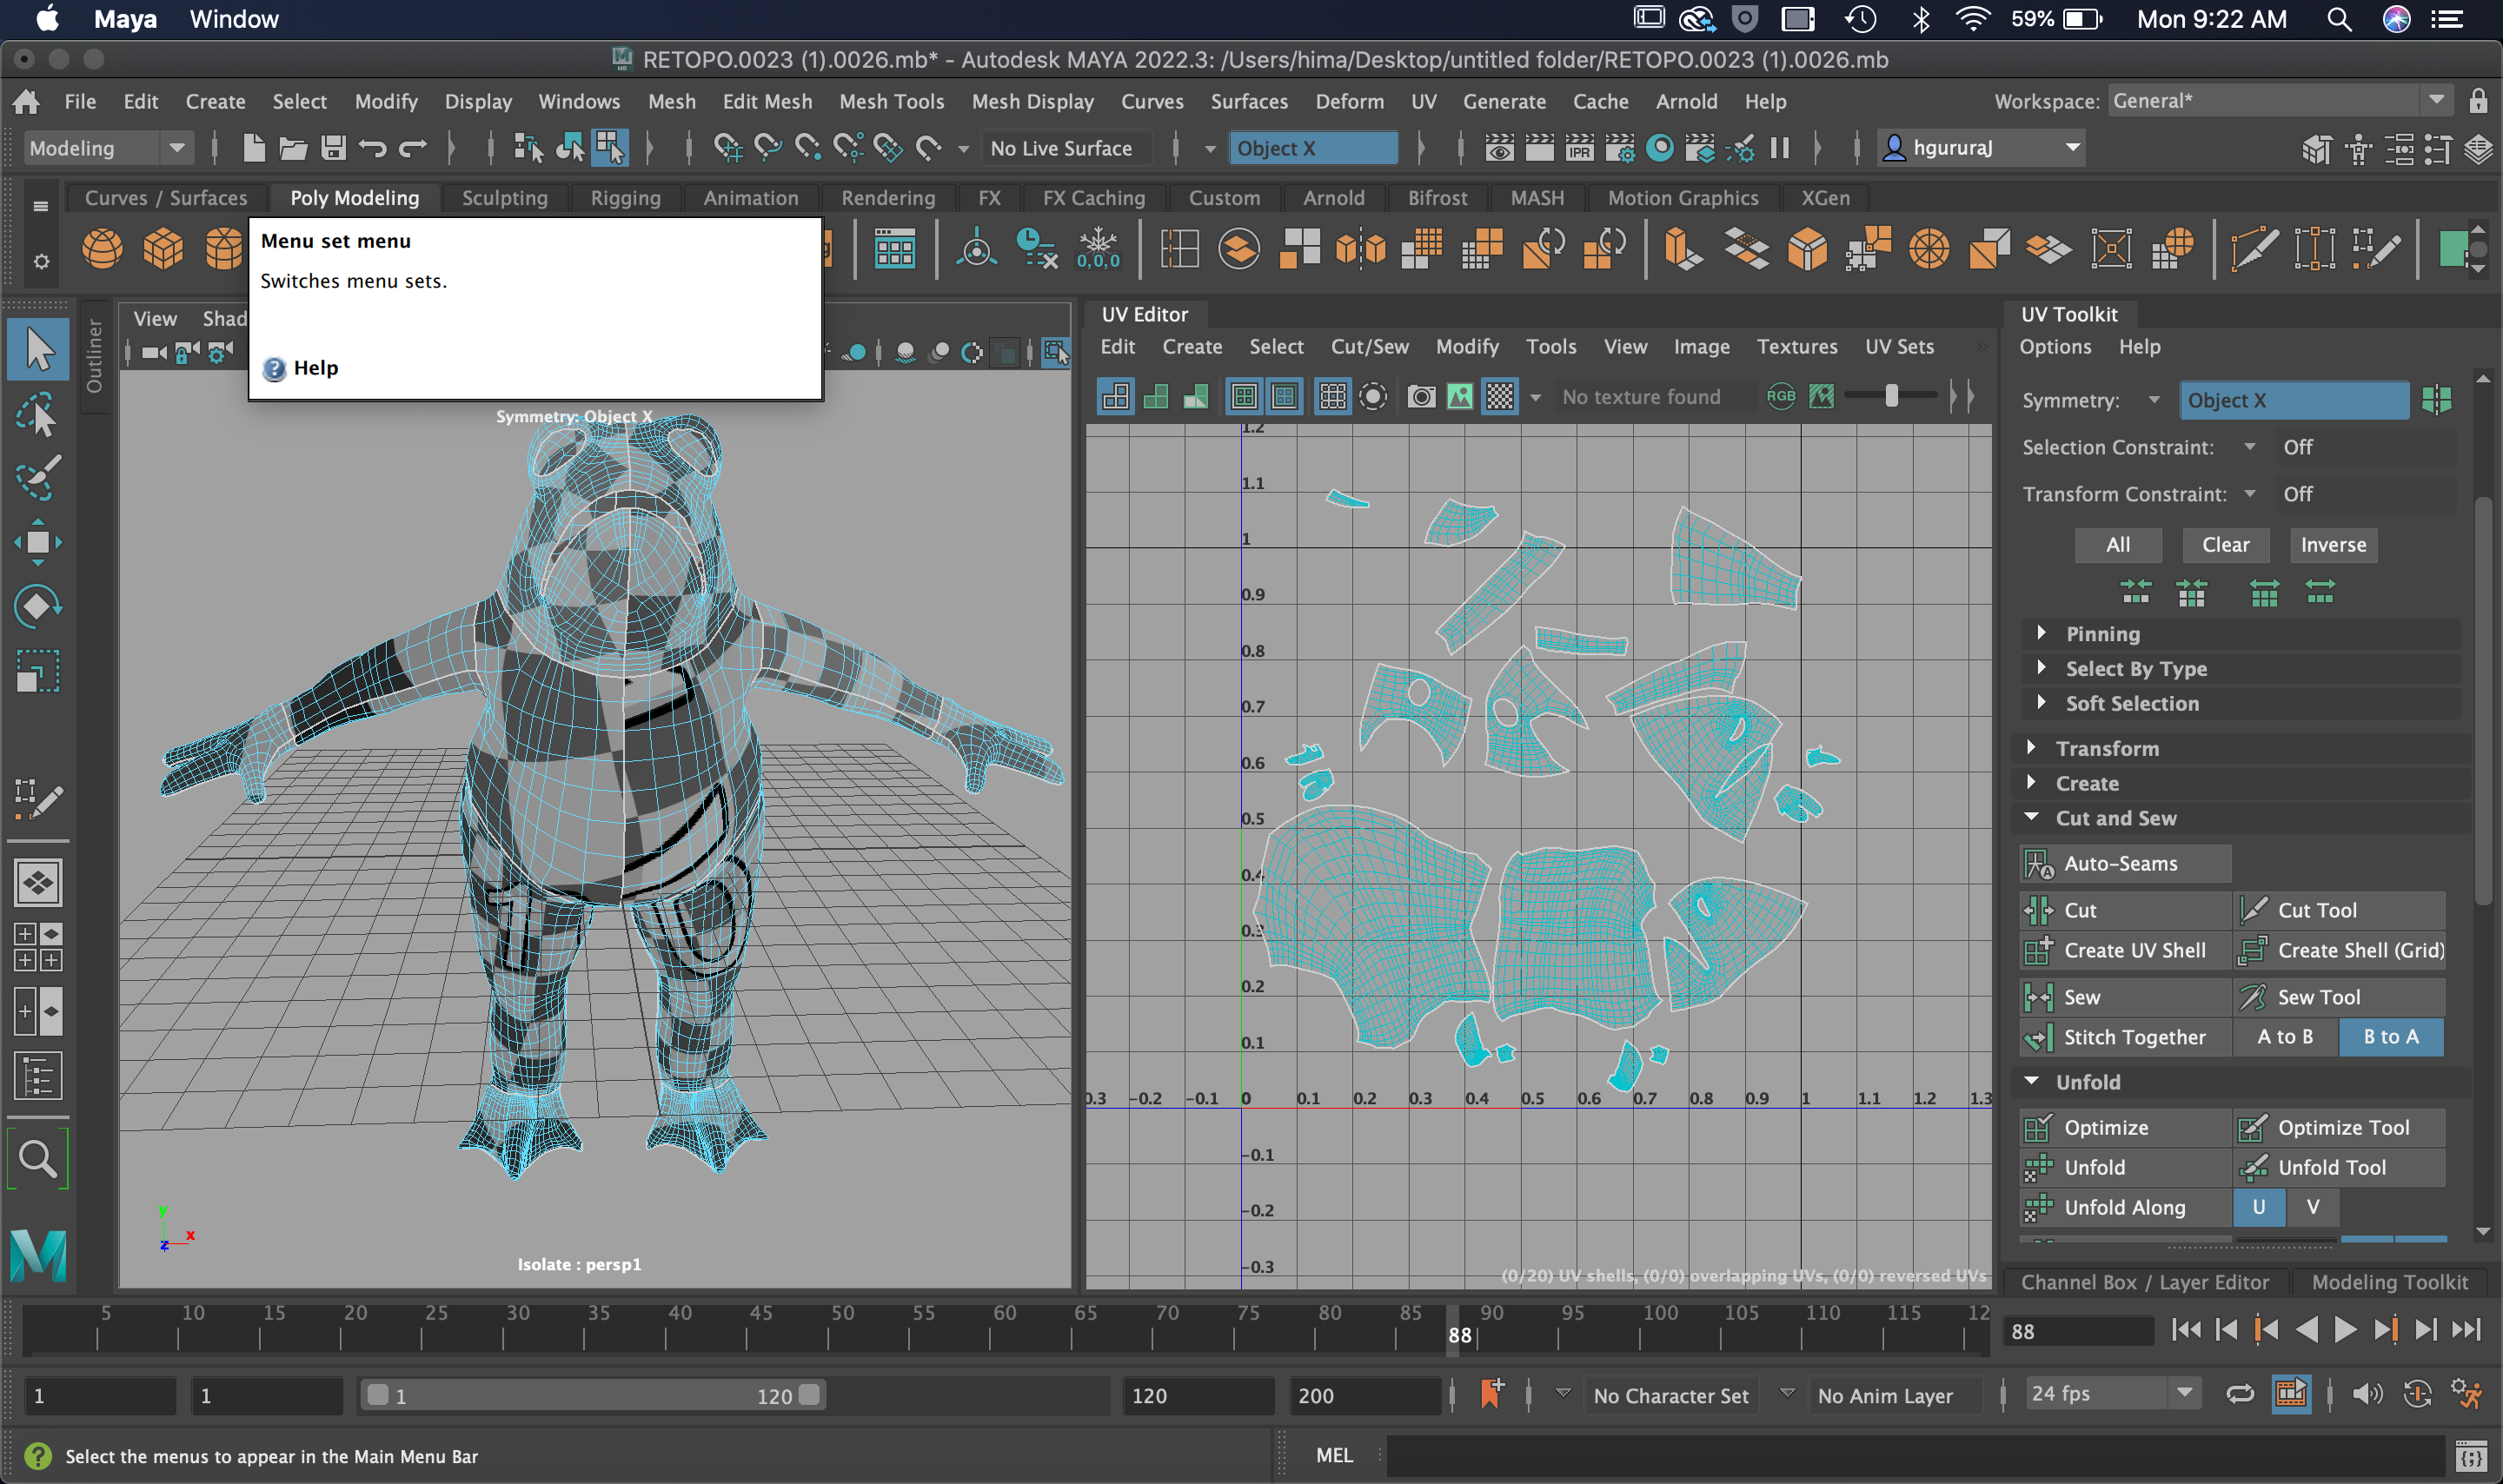 Maya Window 59% Mon 9:22 AM
RETOPO.0023 (1).0026.mb* - Autodesk MAYA 2022.3: /Users/hima/Desktop/untitled folder/RETOPO.0023 (1).0026.mb
File Edit Create Select Modify Display Windows Mesh Edit Mesh Mesh Tools Mesh Display Curves Surfaces Deform UV Generate Cache Arnold Help Workspace: General*
Modeling No Live Surface Object X IPR hgururaJ
Curves / Surfaces Poly Modeling Sculpting Rigging Animation Rendering FX FX Caching Custom Arnold Bifrost MASH Motion Graphics XGen
Menu set menu
Switches menu sets.
Help
0,0,0
Outliner
View Shad
Symmetry: Object X
Isolate : persp1
y
x
z
UV Editor
Edit Create Select Cut/Sew Modify Tools View Image Textures UV Sets
No texture found RGB
1.2
1.1
1
0.9
0.8
0.7
0.6
0.5
0.4
0.3
0.2
0.1
0.3 -0.2 -0.1 0 0.1 0.2 0.3 0.4 0.5 0.6 0.7 0.8 0.9 1 1.1 1.2 1.3
-0.1
-0.2
-0.3
(0/20) UV shells, (0/0) overlapping UVs, (0/0) reversed UVs
UV Toolkit
Options Help
Symmetry: Object X
Selection Constraint: Off
Transform Constraint: Off
All Clear Inverse
Pinning
Select By Type
Soft Selection
Transform
Create
Cut and Sew
Auto-Seams
Cut Cut Tool
Create UV Shell Create Shell (Grid)
Sew Sew Tool
Stitch Together A to B B to A
Unfold
Optimize Optimize Tool
Unfold Unfold Tool
Unfold Along U V
Channel Box / Layer Editor Modeling Toolkit
5 10 15 20 25 30 35 40 45 50 55 60 65 70 75 80 85 90 95 100 105 110 115 12
88 88
1 1 1 120 120 200 No Character Set No Anim Layer 24 fps
Select the menus to appear in the Main Menu Bar MEL